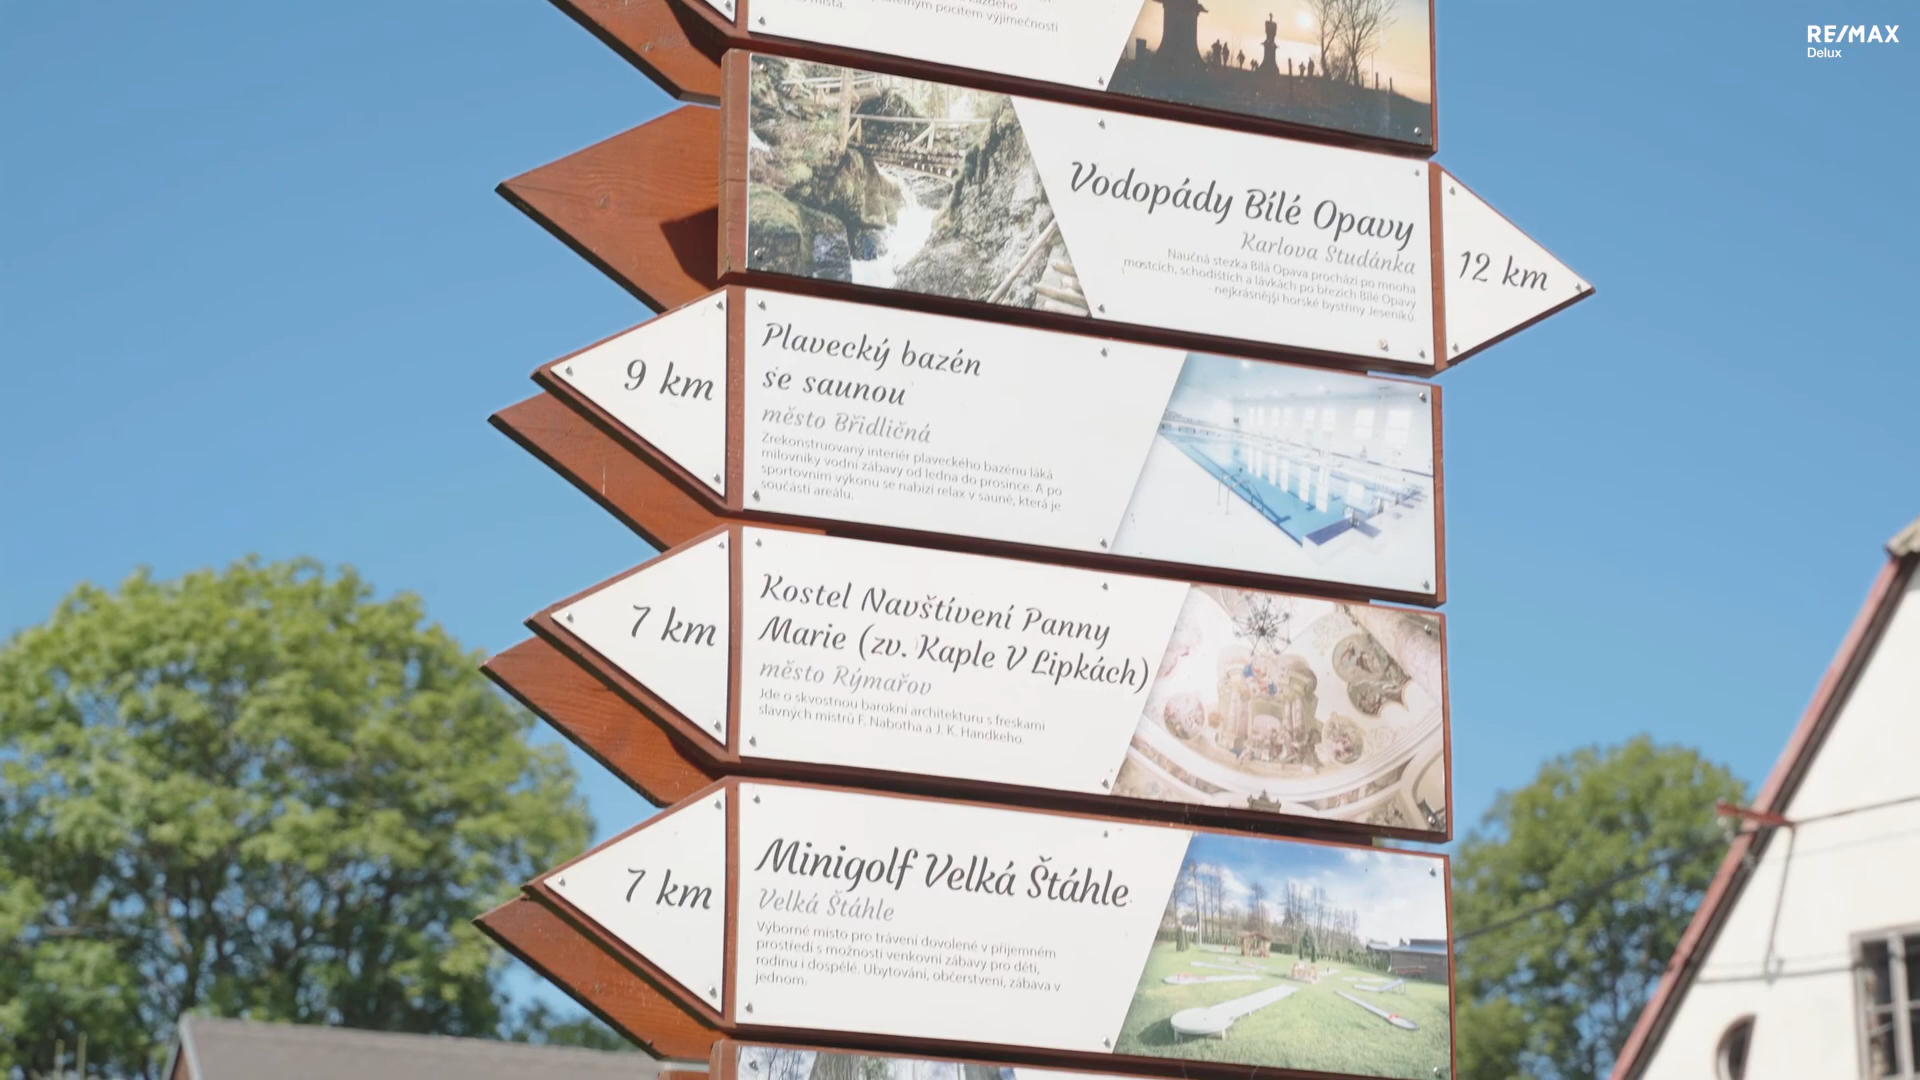 RE/MAX
Delux
místa.
pocitem výjimečnosti
Vodopády Bílé Opavy
Karlova Studánka
Naučná stezka Bílá Opava prochází po mnoha
mostcích, schodištích a lávkách po březích Bílé Opavy
- nejkrásnější horské bystřiny Jeseníků.
12 km
9 km
Plavecký bazén
se saunou
město Břidličná
Zrekonstruovaný interiér plaveckého bazénu láká
milovníky vodní zábavy od ledna do prosince. A po
sportovním výkonu se nabízí relax v sauně, která je
součástí areálu.
7 km
Kostel Navštívení Panny
Marie (zv. Kaple V Lipkách)
město Rýmařov
Jde o skvostnou barokní architekturu s freskami
slavných mistrů F. Nabotha a J. K. Handkeho.
7 km
Minigolf Velká Štáhle
Velká Štáhle
Výborné místo pro trávení dovolené v příjemném
prostředí s možností venkovní zábavy pro děti,
rodinu i dospělé. Ubytování, občerstvení, zábava v
jednom.